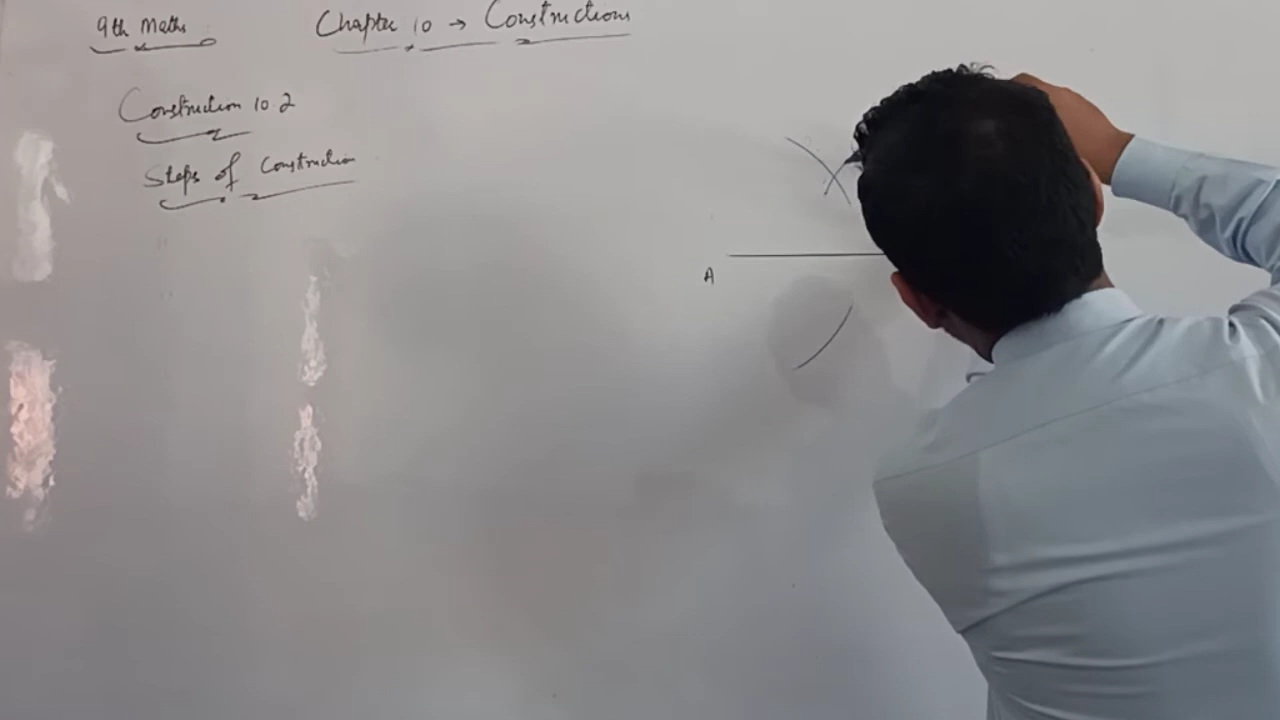 9th Maths
Chapter 10 → Constructions
Construction 10.2
Steps of Construction
A